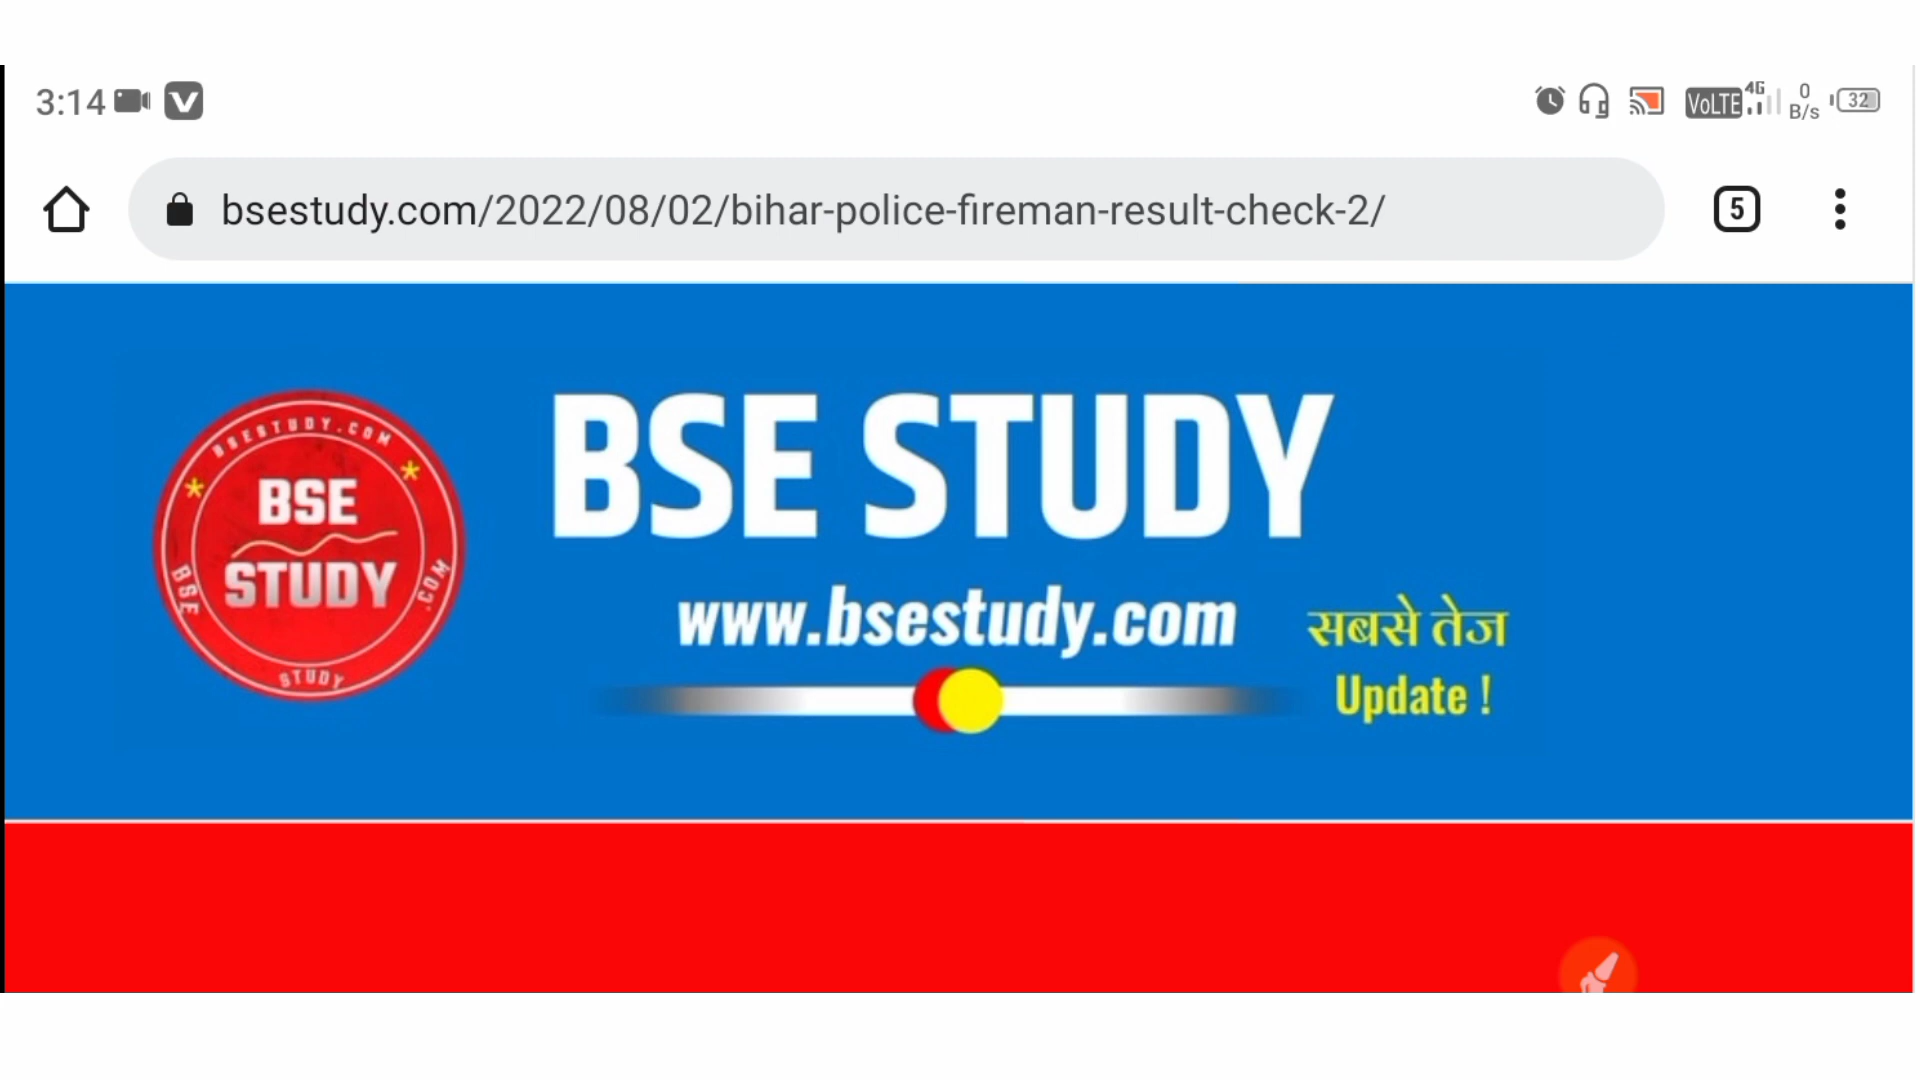 3:14
VoLTE 4G 0 B/s 32
bsestudy.com/2022/08/02/bihar-police-fireman-result-check-2/
5
BSESTUDY.COM
BSE
STUDY
BSE
STUDY
.COM
BSE STUDY
www.bsestudy.com
सबसे तेज
Update !